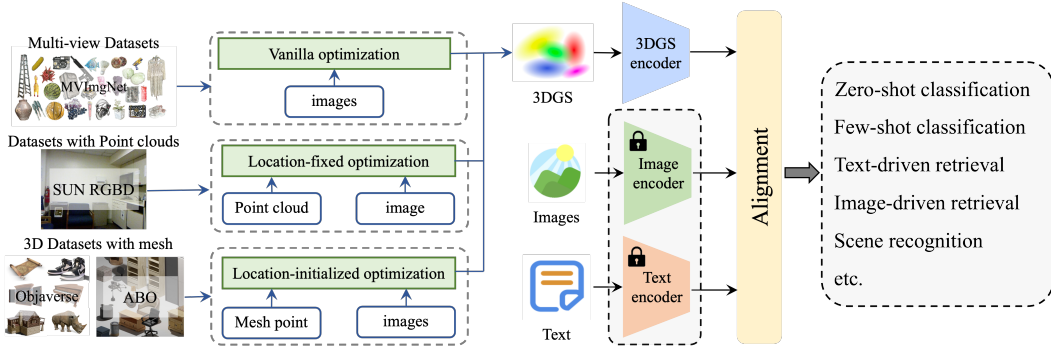 Multi-view Datasets
MVImgNet
Vanilla optimization
images
Datasets with Point clouds
SUN RGBD
Location-fixed optimization
Point cloud
image
3D Datasets with mesh
Objaverse
ABO
Location-initialized optimization
Mesh point
images
3DGS
3DGS
encoder
Images
Image
encoder
Text
Text
encoder
Alignment
Zero-shot classification
Few-shot classification
Text-driven retrieval
Image-driven retrieval
Scene recognition
etc.